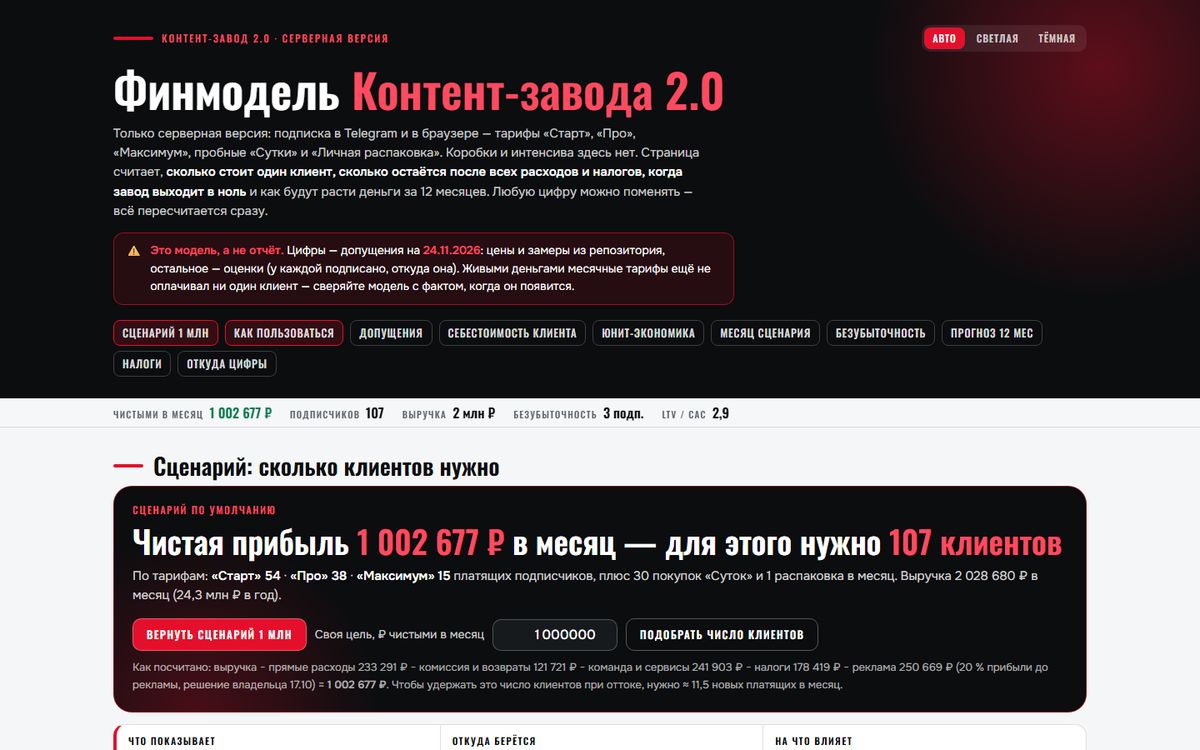 КОНТЕНТ-ЗАВОД 2.0 · СЕРВЕРНАЯ ВЕРСИЯ
АВТО СВЕТЛАЯ ТЁМНАЯ
Финмодель Контент-завода 2.0
Только серверная версия: подписка в Telegram и в браузере — тарифы «Старт», «Про»,
«Максимум», пробные «Сутки» и «Личная распаковка». Коробки и интенсива здесь нет. Страница
считает, сколько стоит один клиент, сколько остаётся после всех расходов и налогов, когда
завод выходит в ноль и как будут расти деньги за 12 месяцев. Любую цифру можно поменять —
всё пересчитается сразу.
Это модель, а не отчёт. Цифры — допущения на 24.11.2026: цены и замеры из репозитория,
остальное — оценки (у каждой подписано, откуда она). Живыми деньгами месячные тарифы ещё не
оплачивал ни один клиент — сверяйте модель с фактом, когда он появится.
СЦЕНАРИЙ 1 МЛН КАК ПОЛЬЗОВАТЬСЯ ДОПУЩЕНИЯ СЕБЕСТОИМОСТЬ КЛИЕНТА ЮНИТ-ЭКОНОМИКА МЕСЯЦ СЦЕНАРИЯ БЕЗУБЫТОЧНОСТЬ ПРОГНОЗ 12 МЕС
НАЛОГИ ОТКУДА ЦИФРЫ
ЧИСТЫМИ В МЕСЯЦ 1 002 677 ₽ ПОДПИСЧИКОВ 107 ВЫРУЧКА 2 млн ₽ БЕЗУБЫТОЧНОСТЬ 3 подп. LTV / CAC 2,9
Сценарий: сколько клиентов нужно
СЦЕНАРИЙ ПО УМОЛЧАНИЮ
Чистая прибыль 1 002 677 ₽ в месяц — для этого нужно 107 клиентов
По тарифам: «Старт» 54 · «Про» 38 · «Максимум» 15 платящих подписчиков, плюс 30 покупок «Суток» и 1 распаковка в месяц. Выручка 2 028 680 ₽ в
месяц (24,3 млн ₽ в год).
ВЕРНУТЬ СЦЕНАРИЙ 1 МЛН Своя цель, ₽ чистыми в месяц 1000000 ПОДОБРАТЬ ЧИСЛО КЛИЕНТОВ
Как посчитано: выручка − прямые расходы 233 291 ₽ − комиссия и возвраты 121 721 ₽ − команда и сервисы 241 903 ₽ − налоги 178 419 ₽ − реклама 250 669 ₽ (20 % прибыли до
рекламы, решение владельца 17.10) = 1 002 677 ₽. Чтобы удержать это число клиентов при оттоке, нужно ≈ 11,5 новых платящих в месяц.
ЧТО ПОКАЗЫВАЕТ ОТКУДА БЕРЁТСЯ НА ЧТО ВЛИЯЕТ